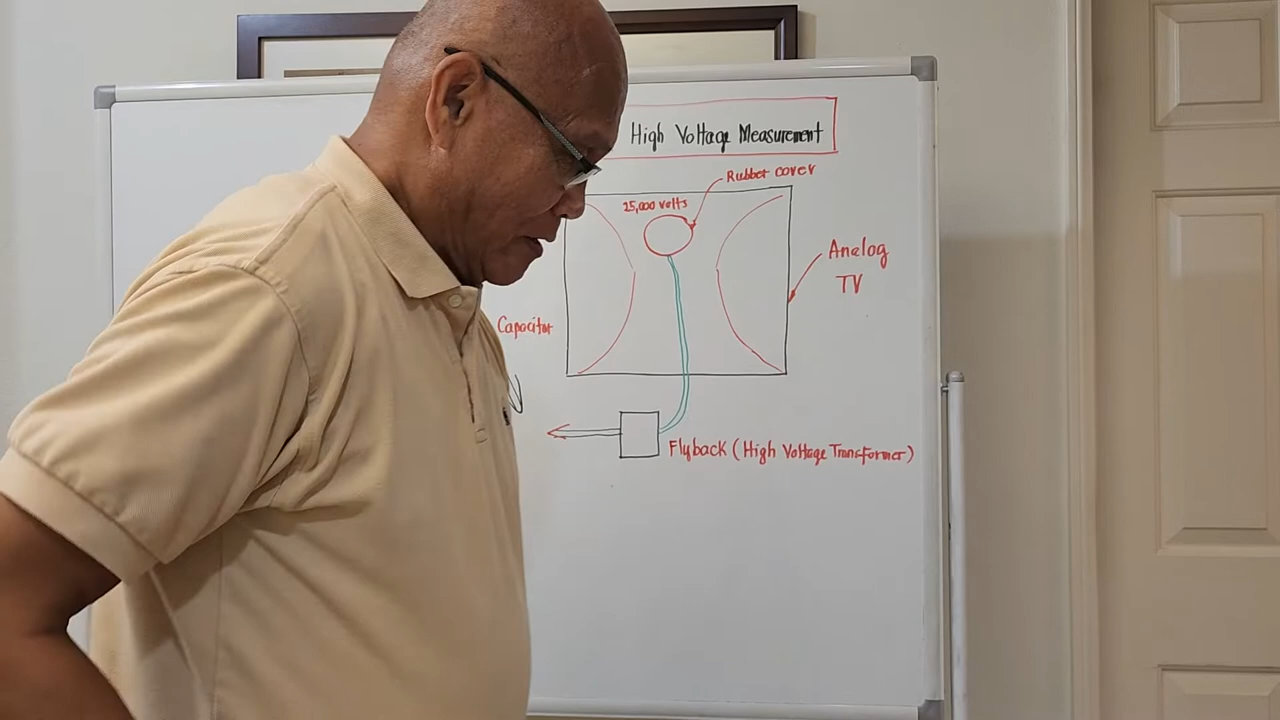 High Voltage Measurement
Rubber cover
25,000 volts
Analog
TV
Capacitor
Flyback (High Voltage Transformer)